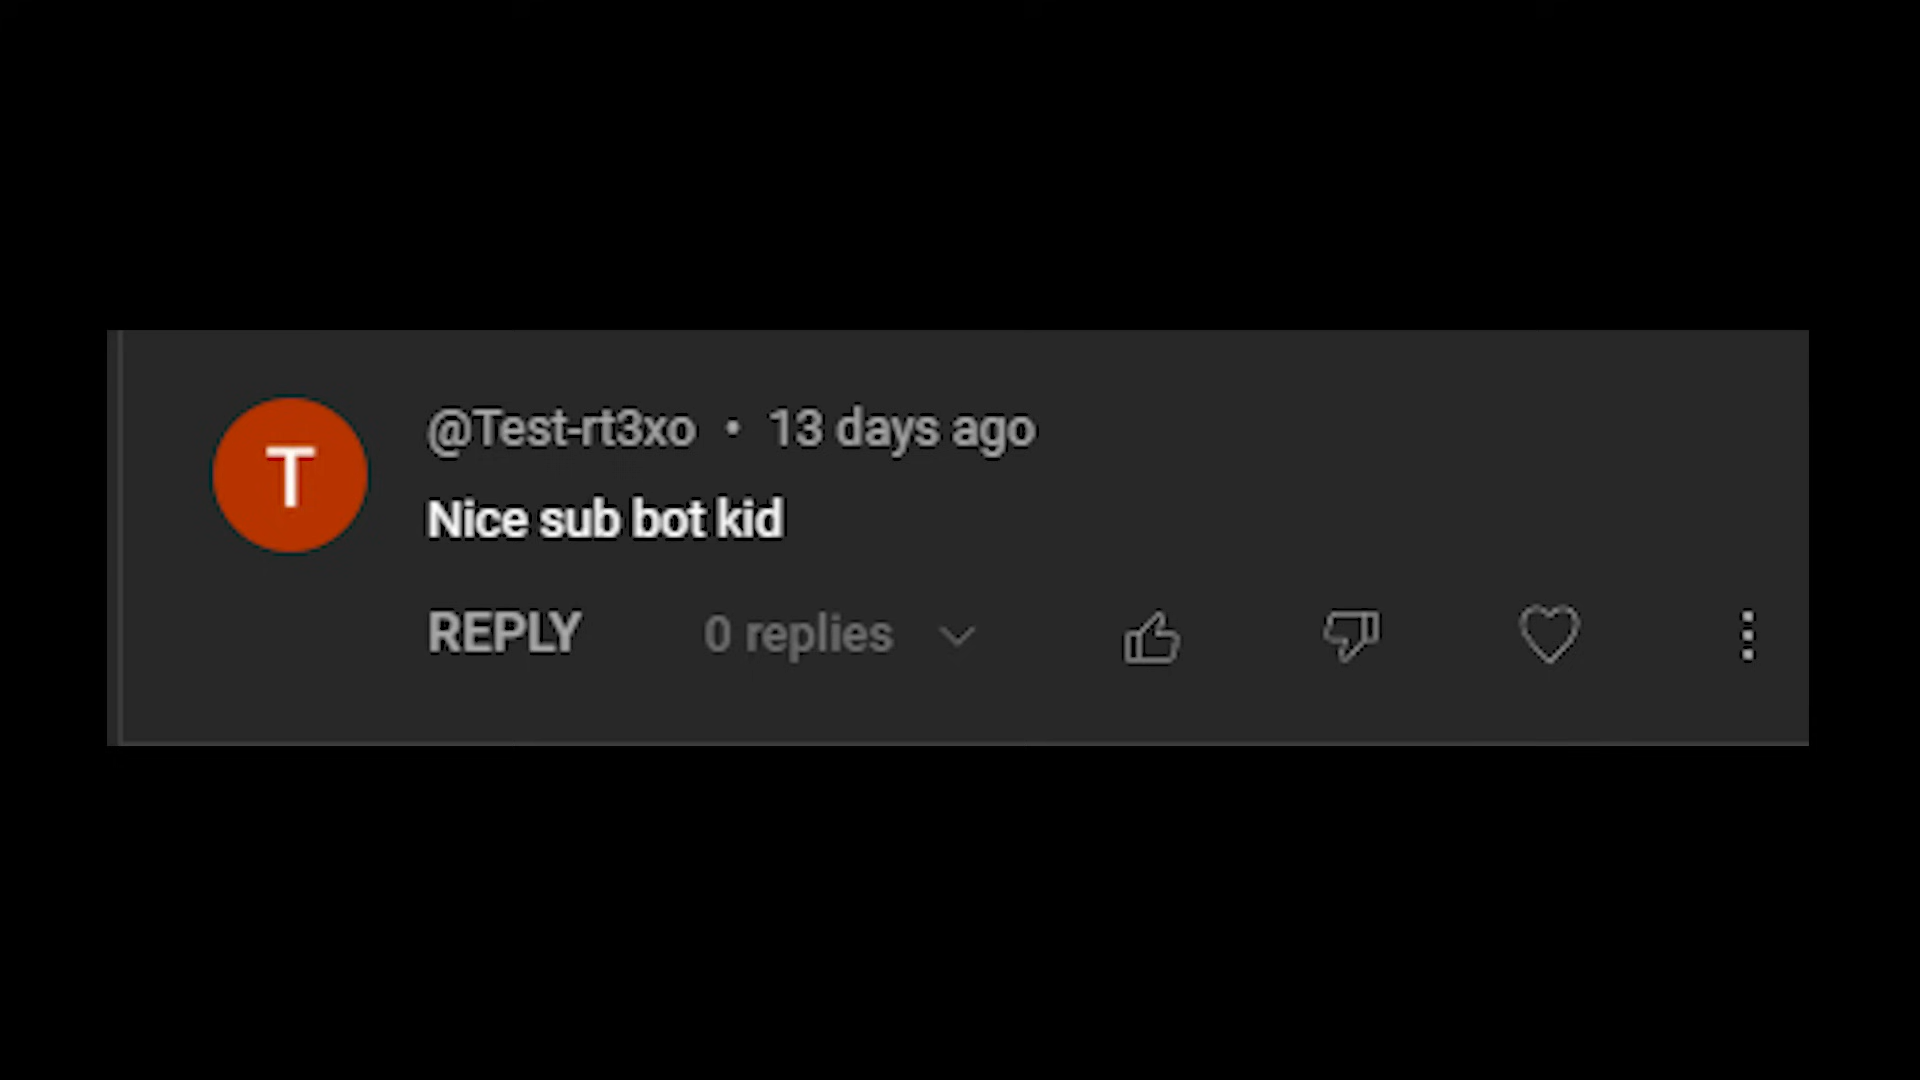 T
@Test-rt3xo • 13 days ago
Nice sub bot kid
REPLY 0 replies